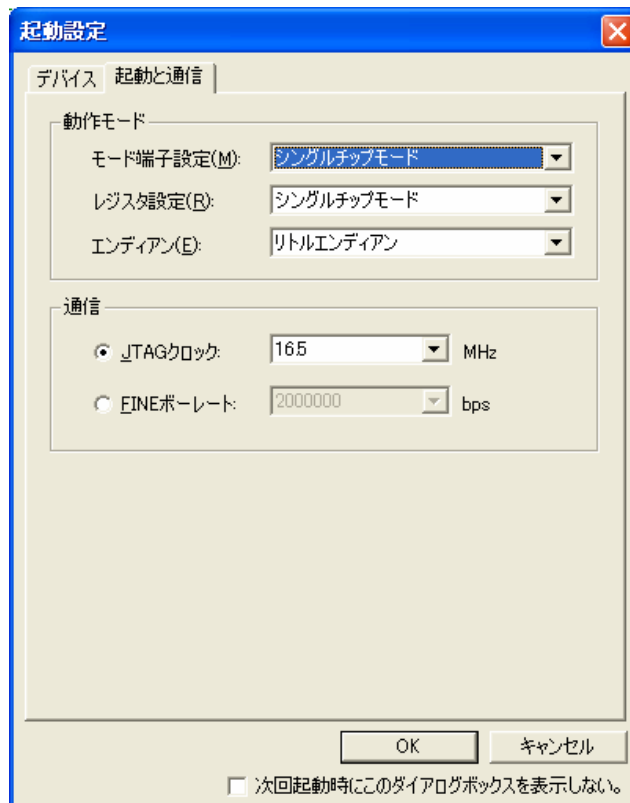 起動設定
デバイス 起動と通信
動作モード
モード端子設定(M): シングルチップモード
レジスタ設定(R): シングルチップモード
エンディアン(E): リトルエンディアン
通信
JTAGクロック: 16.5 MHz
FINEボーレート: 2000000 bps
OK キャンセル
次回起動時にこのダイアログボックスを表示しない。